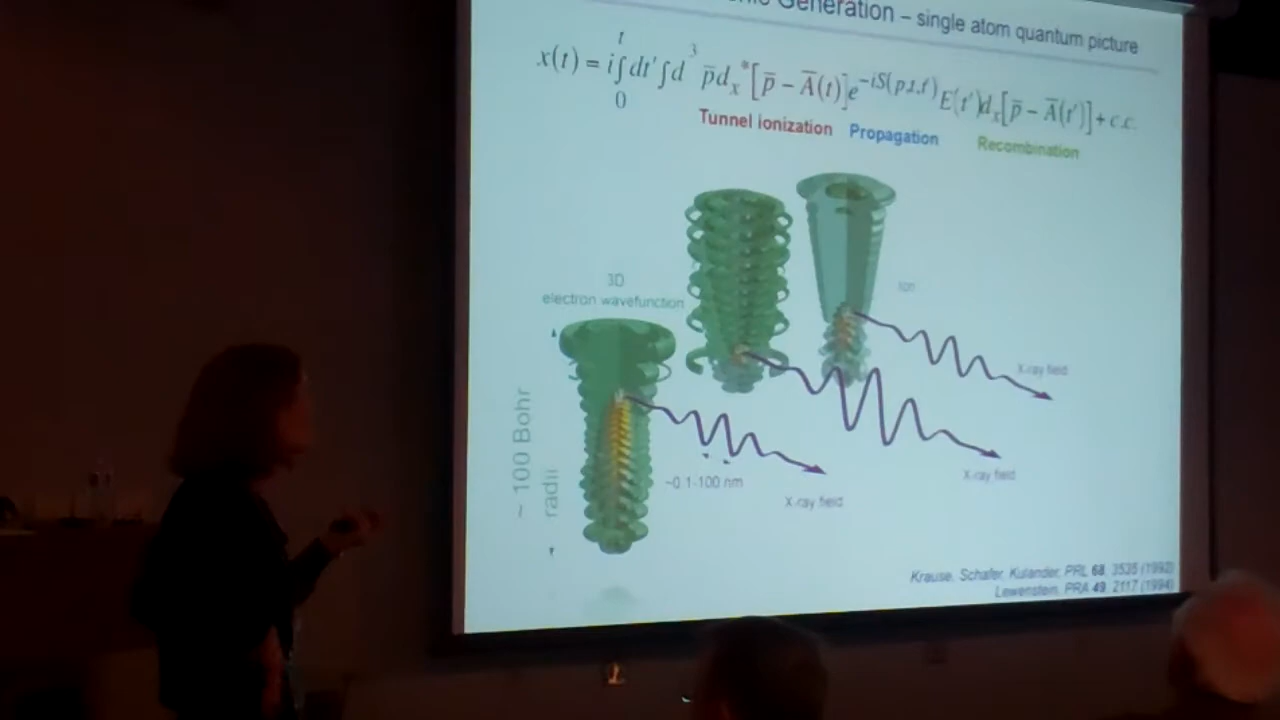 Generation – single atom quantum picture
x(t) = i∫dt'∫d³ p̄dₓ*[p̄ – Ā(t)]e^-iS(p,t,t') E(t')dₓ[p̄ – Ā(t')] + c.c.
t
0
Tunnel ionization Propagation Recombination
3D
electron wavefunction
~ 100 Bohr
radii
~0.1-100 nm
X-ray field
X-ray field
X-ray field
Krause, Schafer, Kulander, PRL 68, 3535 (1992)
Lewenstein, PRA 49, 2117 (1994)